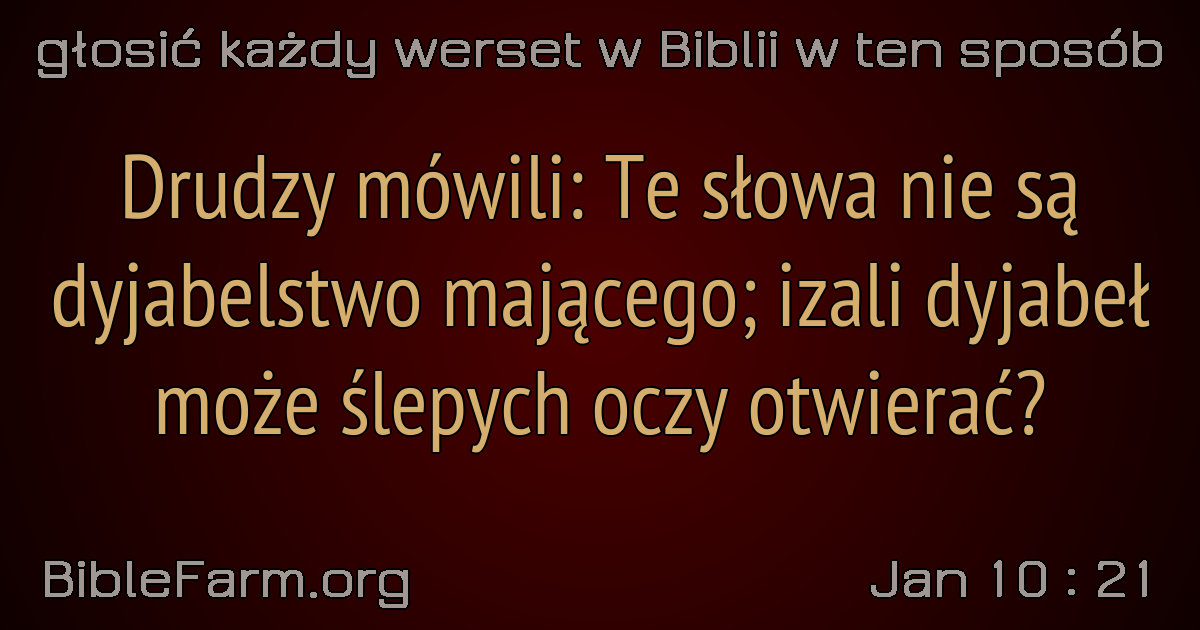 głosić każdy werset w Biblii w ten sposób
Drudzy mówili: Te słowa nie są
dyjabelstwo mającego; izali dyjabeł
może ślepych oczy otwierać?
BibleFarm.org
Jan 10 : 21